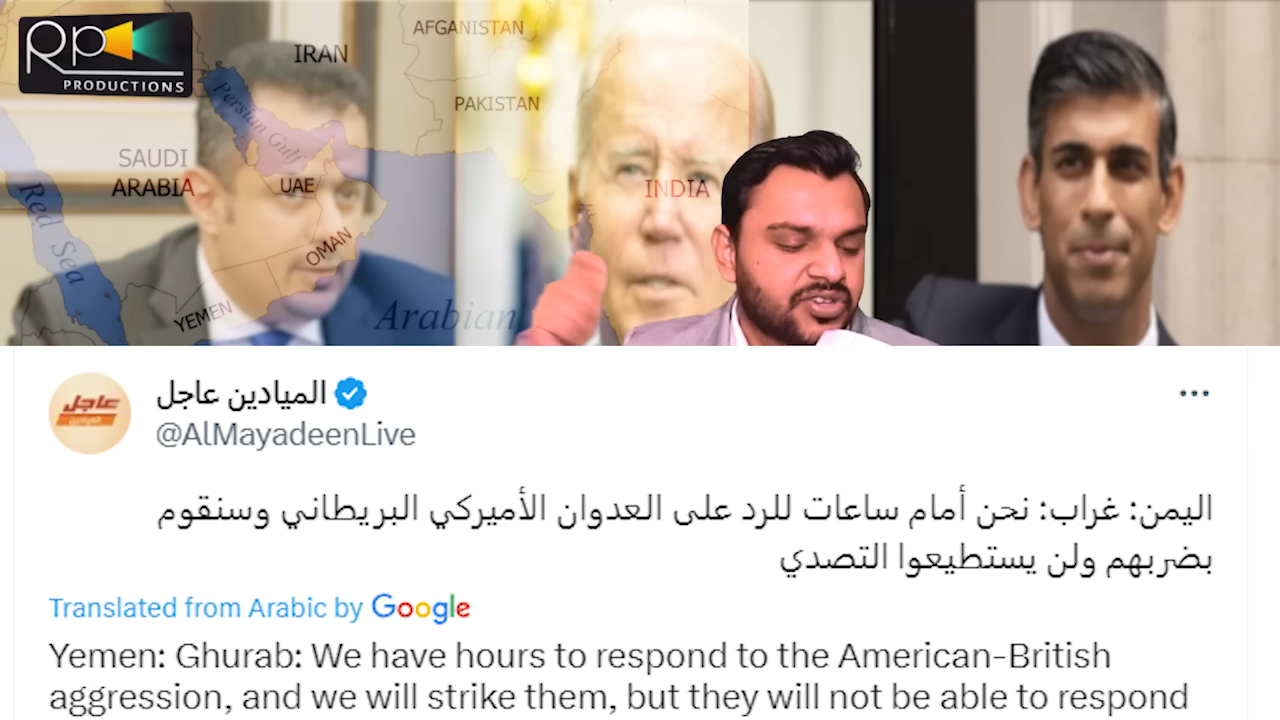 RP
PRODUCTIONS
AFGANISTAN
IRAN
PAKISTAN
Persian Gulf
SAUDI
ARABIA
UAE
INDIA
Red Sea
OMAN
YEMEN
Arabian
الميادين عاجل
@AlMayadeenLive
اليمن: غراب: نحن أمام ساعات للرد على العدوان الأميركي البريطاني وسنقوم
بضربهم ولن يستطيعوا التصدي
Translated from Arabic by Google
Yemen: Ghurab: We have hours to respond to the American-British
aggression, and we will strike them, but they will not be able to respond